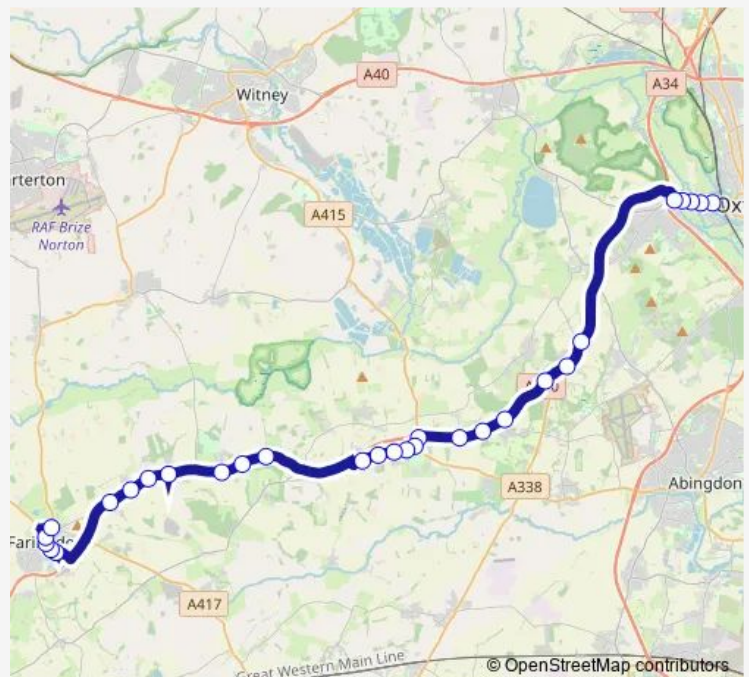 A40
A34
Witney
rterton
A415
RAF Brize
Norton
Abingdon
A338
A417
Great Western Main Line
© OpenStreetMap contributors